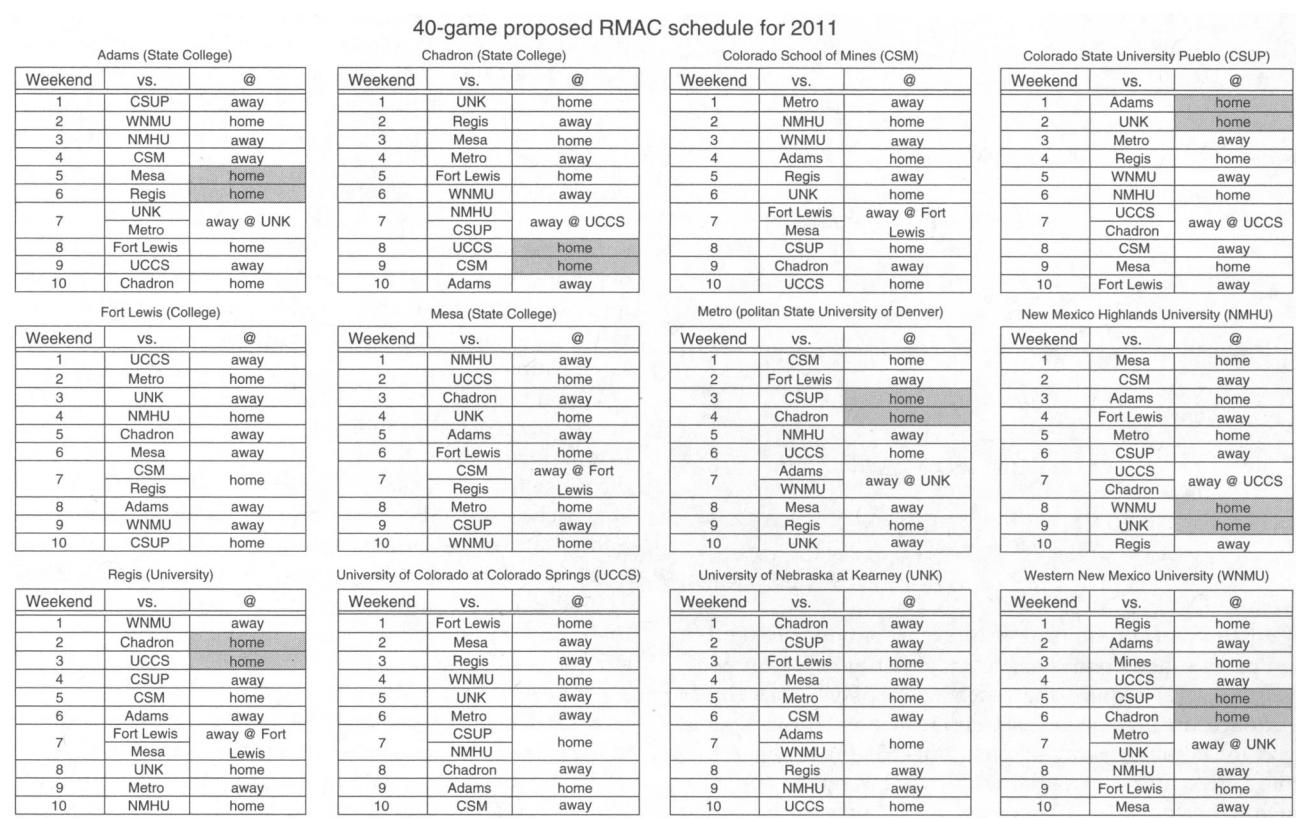 40-game proposed RMAC schedule for 2011
Adams (State College)
Weekend vs. @
1 CSUP away
2 WNMU home
3 NMHU away
4 CSM away
5 Mesa home
6 Regis home
7 UNK away @ UNK
Metro
8 Fort Lewis home
9 UCCS away
10 Chadron home
Chadron (State College)
Weekend vs. @
1 UNK home
2 Regis away
3 Mesa home
4 Metro away
5 Fort Lewis home
6 WNMU away
7 NMHU away @ UCCS
CSUP
8 UCCS home
9 CSM home
10 Adams away
Colorado School of Mines (CSM)
Weekend vs. @
1 Metro away
2 NMHU home
3 WNMU away
4 Adams home
5 Regis away
6 UNK home
7 Fort Lewis away @ Fort
Mesa Lewis
8 CSUP home
9 Chadron away
10 UCCS home
Colorado State University Pueblo (CSUP)
Weekend vs. @
1 Adams home
2 UNK home
3 Metro away
4 Regis home
5 WNMU away
6 NMHU home
7 UCCS away @ UCCS
Chadron
8 CSM away
9 Mesa home
10 Fort Lewis away
Fort Lewis (College)
Weekend vs. @
1 UCCS away
2 Metro home
3 UNK away
4 NMHU home
5 Chadron away
6 Mesa away
7 CSM home
Regis
8 Adams away
9 WNMU away
10 CSUP home
Mesa (State College)
Weekend vs. @
1 NMHU away
2 UCCS home
3 Chadron away
4 UNK home
5 Adams away
6 Fort Lewis home
7 CSM away @ Fort
Regis Lewis
8 Metro home
9 CSUP away
10 WNMU home
Metro (politan State University of Denver)
Weekend vs. @
1 CSM home
2 Fort Lewis away
3 CSUP home
4 Chadron home
5 NMHU away
6 UCCS home
7 Adams away @ UNK
WNMU
8 Mesa away
9 Regis home
10 UNK away
New Mexico Highlands University (NMHU)
Weekend vs. @
1 Mesa home
2 CSM away
3 Adams home
4 Fort Lewis away
5 Metro home
6 CSUP away
7 UCCS away @ UCCS
Chadron
8 WNMU home
9 UNK home
10 Regis away
Regis (University)
Weekend vs. @
1 WNMU away
2 Chadron home
3 UCCS home
4 CSUP away
5 CSM home
6 Adams away
7 Fort Lewis away @ Fort
Mesa Lewis
8 UNK home
9 Metro away
10 NMHU home
University of Colorado at Colorado Springs (UCCS)
Weekend vs. @
1 Fort Lewis home
2 Mesa away
3 Regis away
4 WNMU home
5 UNK away
6 Metro away
7 CSUP home
NMHU
8 Chadron away
9 Adams home
10 CSM away
University of Nebraska at Kearney (UNK)
Weekend vs. @
1 Chadron away
2 CSUP away
3 Fort Lewis home
4 Mesa away
5 Metro home
6 CSM away
7 Adams home
WNMU
8 Regis away
9 NMHU away
10 UCCS home
Western New Mexico University (WNMU)
Weekend vs. @
1 Regis home
2 Adams away
3 Mines home
4 UCCS away
5 CSUP home
6 Chadron home
7 Metro away @ UNK
UNK
8 NMHU away
9 Fort Lewis home
10 Mesa away